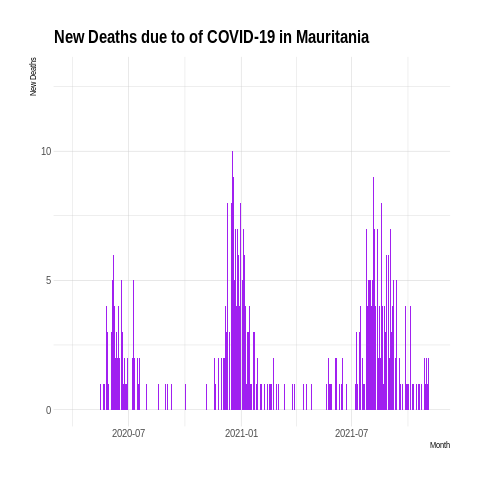 New Deaths due to of COVID-19 in Mauritania
New Deaths
10
5
0
2020-07
2021-01
2021-07
Month